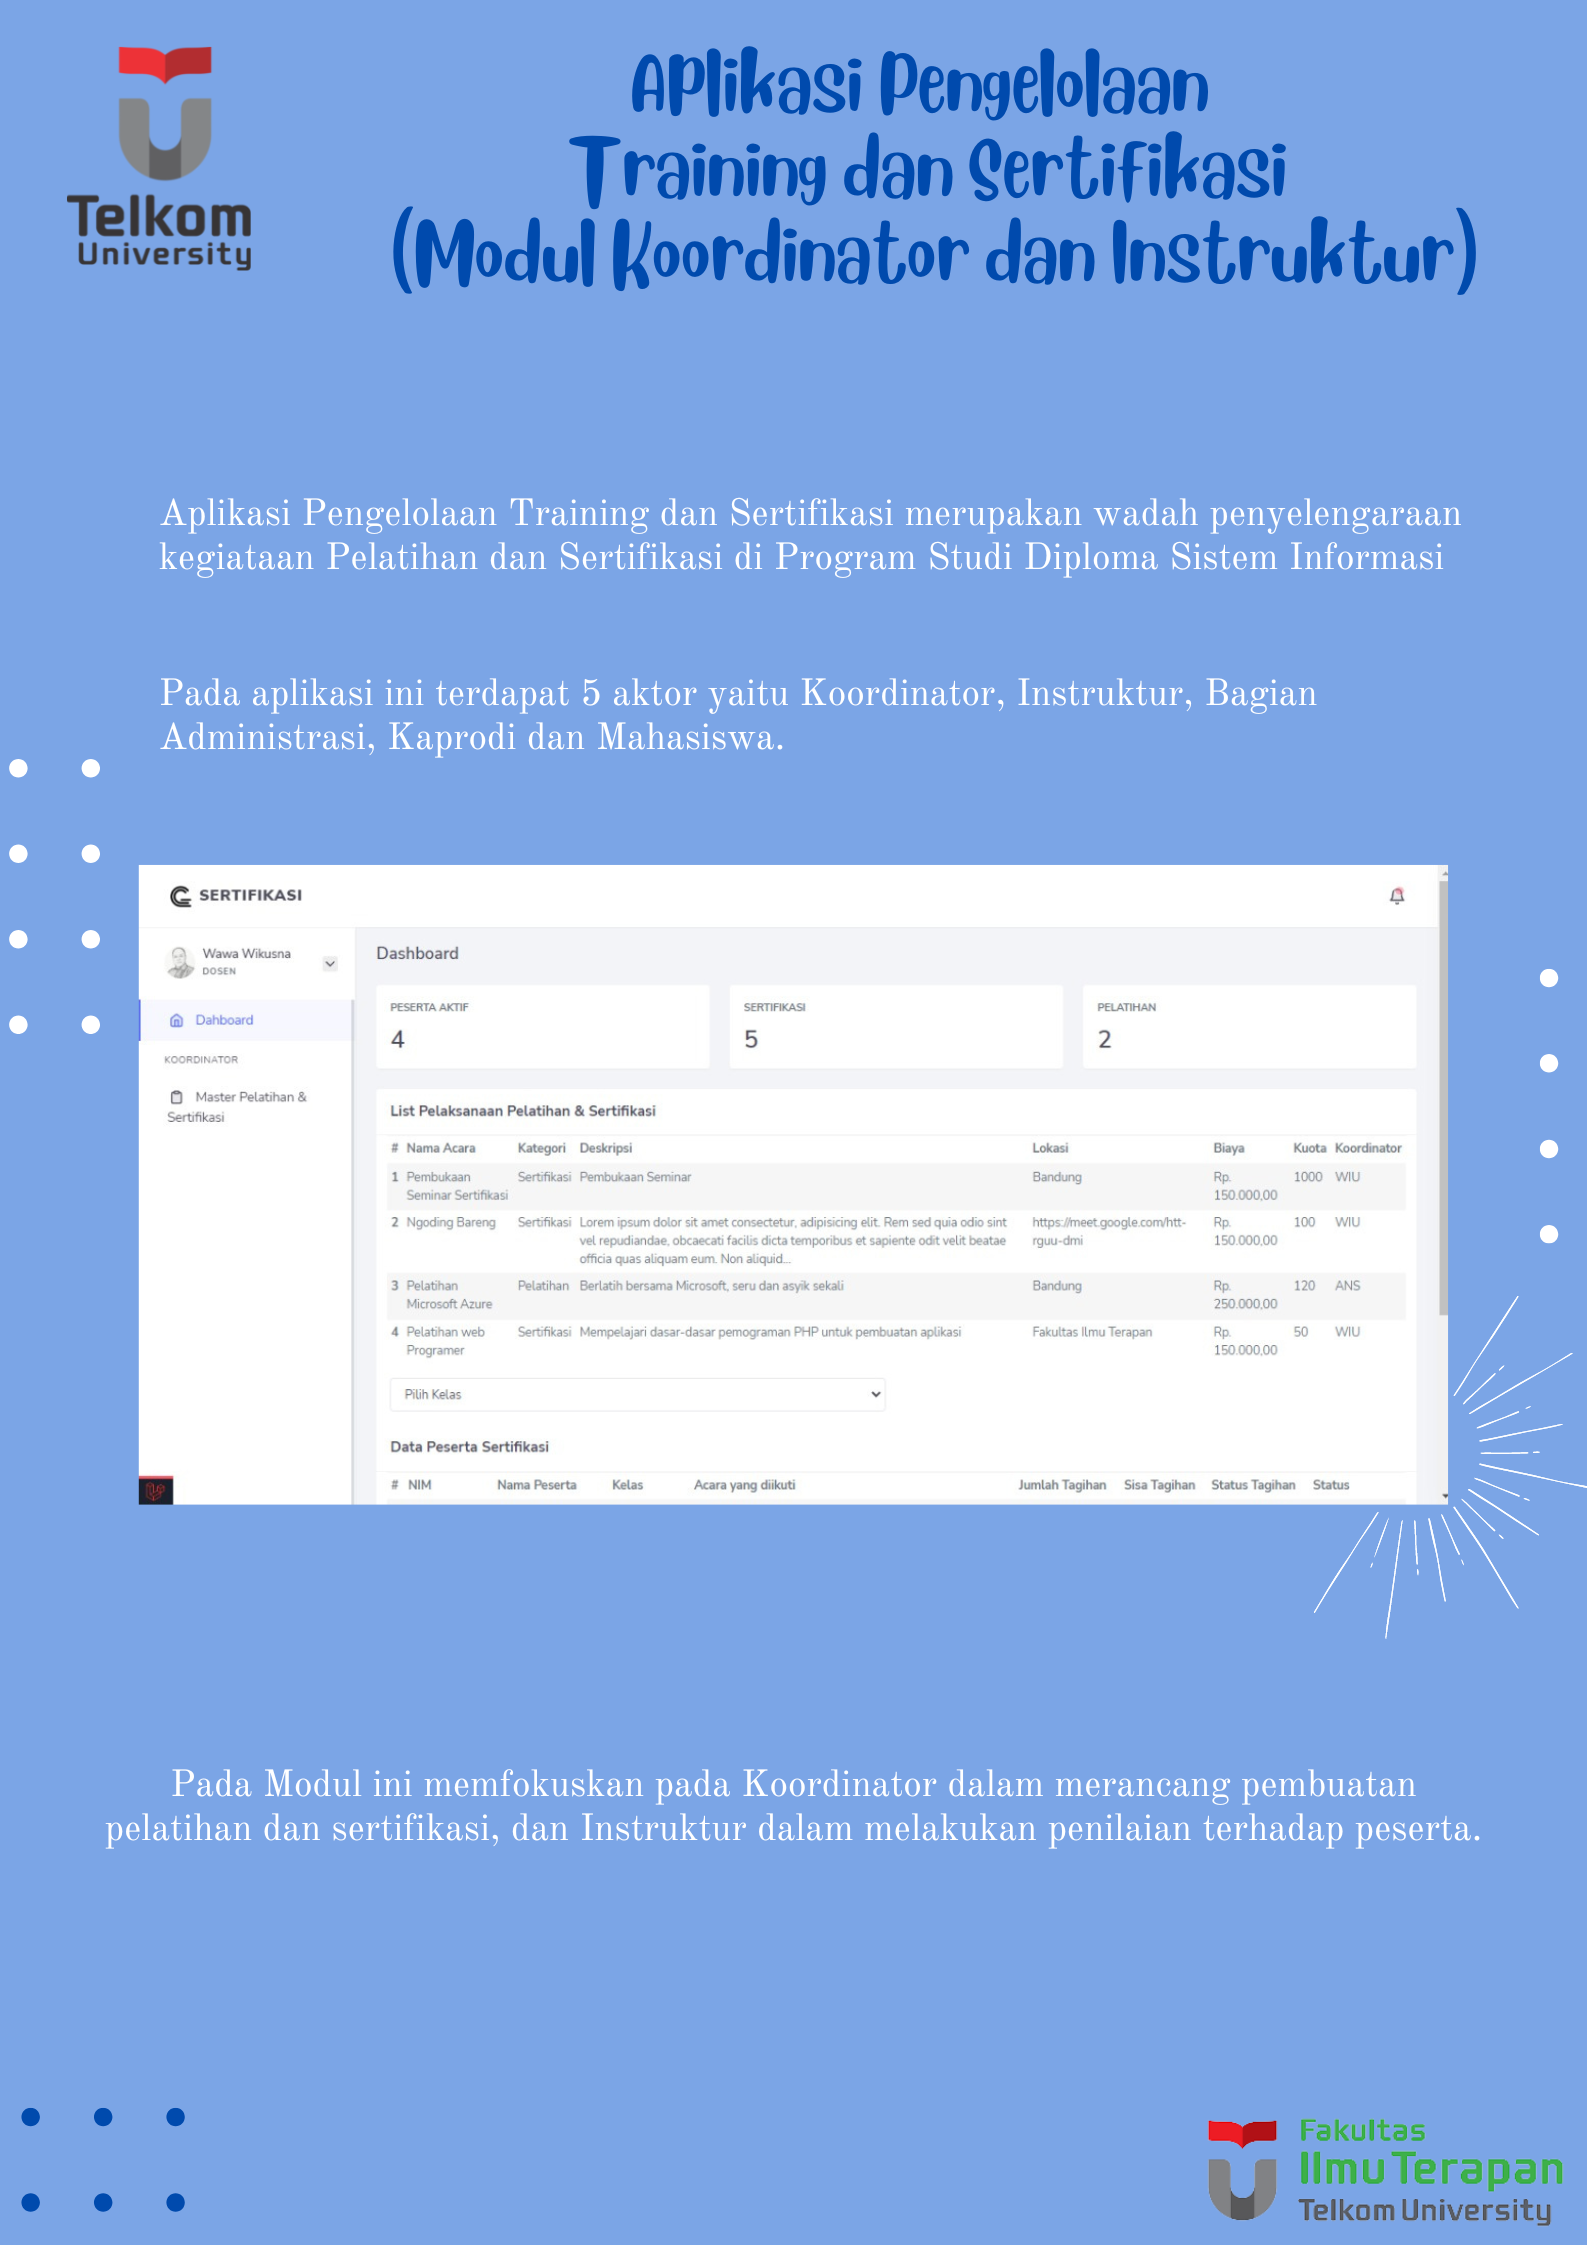 Telkom
University
Aplikasi Pengelolaan
Training dan Sertifikasi
(Modul Koordinator dan Instruktur)
Aplikasi Pengelolaan Training dan Sertifikasi merupakan wadah penyelengaraan
kegiataan Pelatihan dan Sertifikasi di Program Studi Diploma Sistem Informasi
Pada aplikasi ini terdapat 5 aktor yaitu Koordinator, Instruktur, Bagian
Administrasi, Kaprodi dan Mahasiswa.
SERTIFIKASI
Wawa Wikusna
DOSEN
Dahboard
KOORDINATOR
Master Pelatihan &
Sertifikasi
Dashboard
PESERTA AKTIF
4
SERTIFIKASI
5
PELATIHAN
2
List Pelaksanaan Pelatihan & Sertifikasi
# Nama Acara Kategori Deskripsi Lokasi Biaya Kuota Koordinator
1 Pembukaan Sertifikasi Pembukaan Seminar Bandung Rp. 1000 WIU
Seminar Sertifikasi 150.000,00
2 Ngoding Bareng Sertifikasi Lorem ipsum dolor sit amet consectetur, adipisicing elit. Rem sed quia odio sint https://meet.google.com/htt- Rp. 100 WIU
vel repudiandae, obcaecati facilis dicta temporibus et sapiente odit velit beatae rguu-dmi 150.000,00
officia quas aliquam eum. Non aliquid...
3 Pelatihan Pelatihan Berlatih bersama Microsoft, seru dan asyik sekali Bandung Rp. 120 ANS
Microsoft Azure 250.000,00
4 Pelatihan web Sertifikasi Mempelajari dasar-dasar pemograman PHP untuk pembuatan aplikasi Fakultas Ilmu Terapan Rp. 50 WIU
Programer 150.000,00
Pilih Kelas
Data Peserta Sertifikasi
# NIM Nama Peserta Kelas Acara yang diikuti Jumlah Tagihan Sisa Tagihan Status Tagihan Status
Pada Modul ini memfokuskan pada Koordinator dalam merancang pembuatan
pelatihan dan sertifikasi, dan Instruktur dalam melakukan penilaian terhadap peserta.
Fakultas
Ilmu Terapan
Telkom University